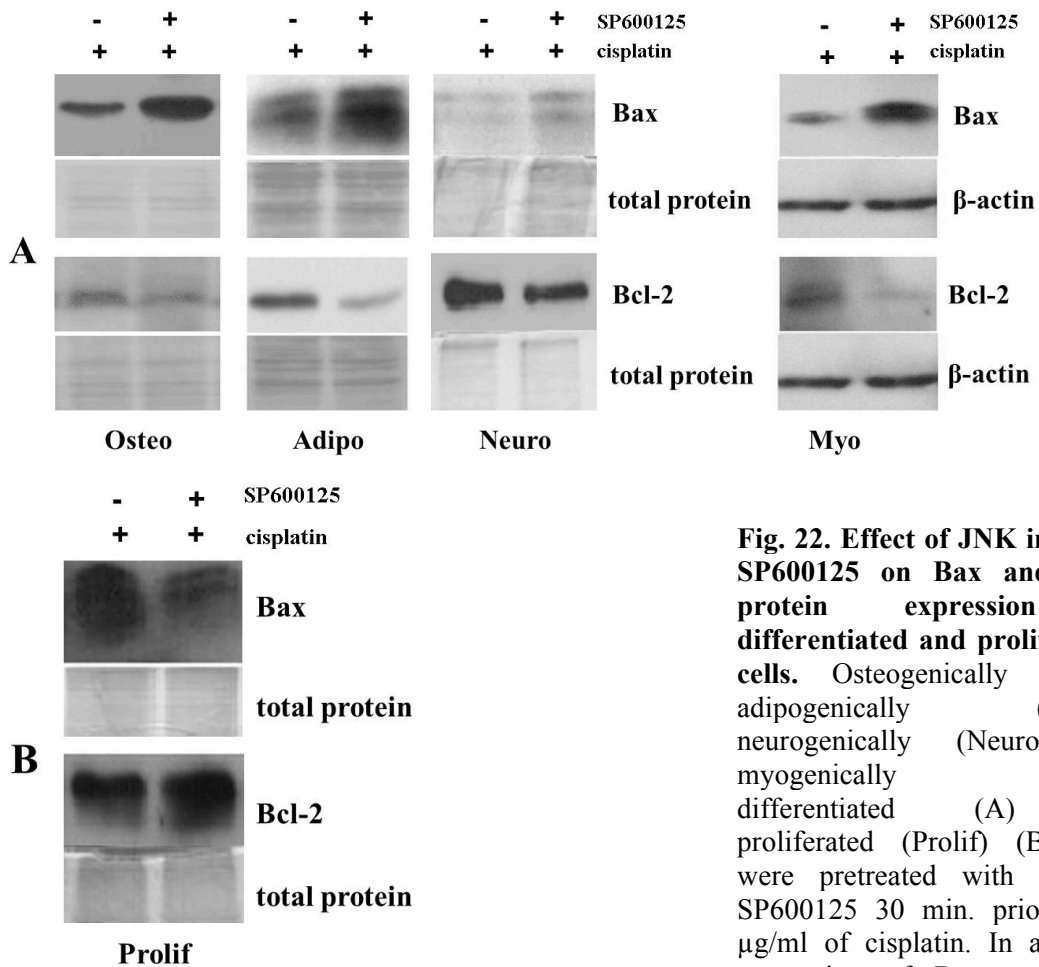 - + - + - + - + SP600125
+ + + + + + + + cisplatin
SP600125
cisplatin
Bax
Bax
total protein
β-actin
A
Bcl-2
Bcl-2
total protein
β-actin
Osteo Adipo Neuro Myo
- + SP600125
+ + cisplatin
Bax
total protein
B
Bcl-2
total protein
Prolif
Fig. 22. Effect of JNK in
SP600125 on Bax and
protein expression
differentiated and prolif
cells. Osteogenically
adipogenically (
neurogenically (Neuro
myogenically
differentiated (A)
proliferated (Prolif) (B
were pretreated with
SP600125 30 min. prio
µg/ml of cisplatin. In a